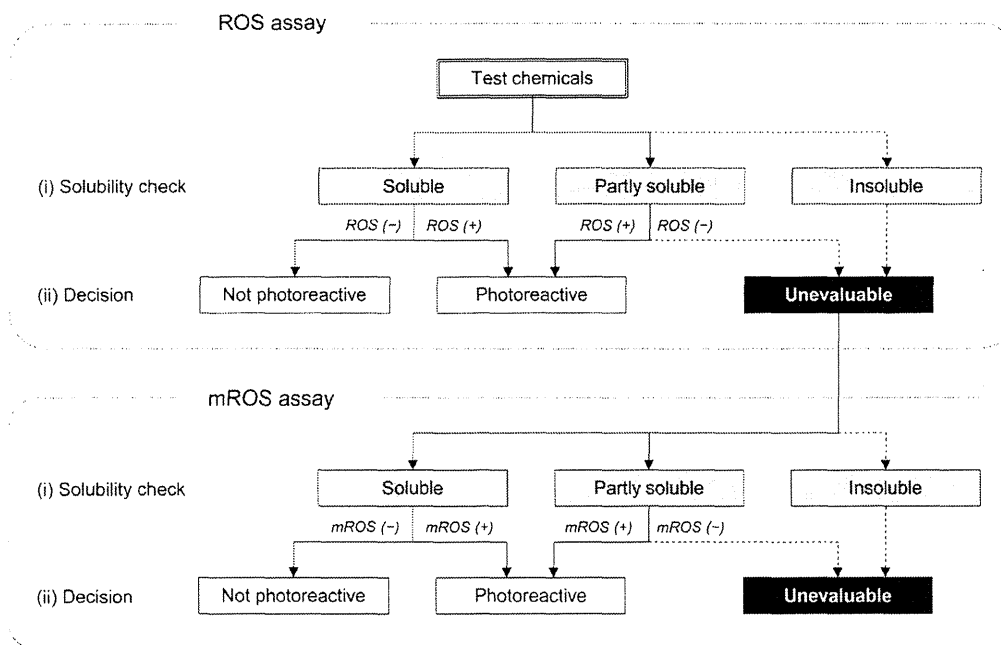 ROS assay
Test chemicals
(i) Solubility check
Soluble
Partly soluble
Insoluble
ROS (−) ROS (+)
ROS (+) ROS (−)
(ii) Decision
Not photoreactive
Photoreactive
Unevaluable
mROS assay
(i) Solubility check
Soluble
Partly soluble
Insoluble
mROS (−) mROS (+)
mROS (+) mROS (−)
(ii) Decision
Not photoreactive
Photoreactive
Unevaluable